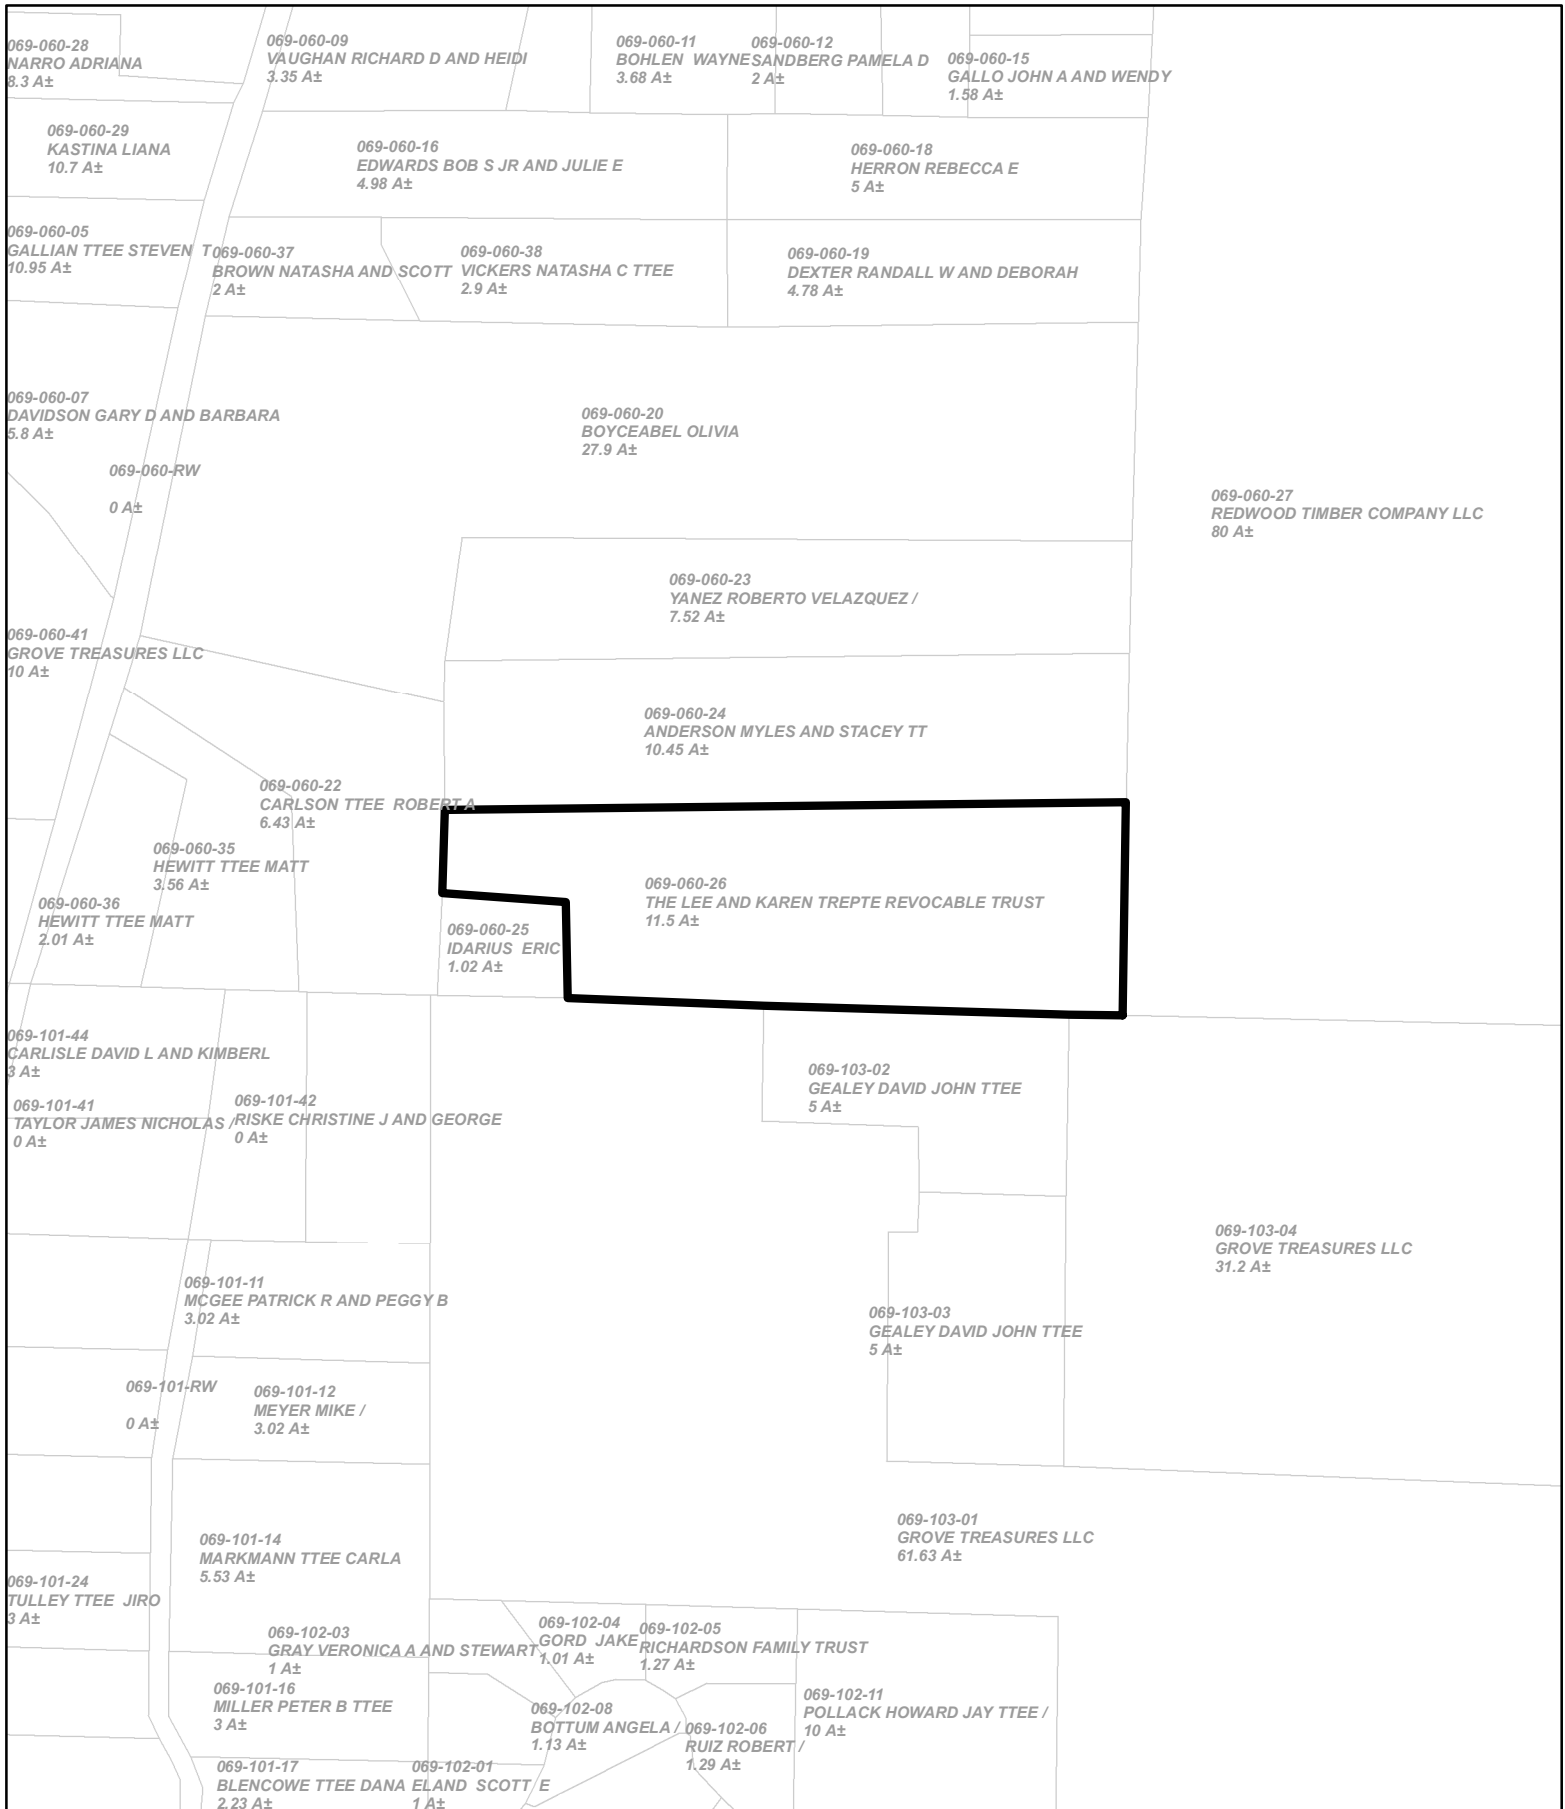 069-060-28
NARRO ADRIANA
8.3 A±
069-060-09
VAUGHAN RICHARD D AND HEIDI
3.35 A±
069-060-11
BOHLEN  WAYNE
3.68 A±
069-060-12
SANDBERG PAMELA D
2 A±
069-060-15
GALLO JOHN A AND WENDY
1.58 A±
069-060-29
KASTINA LIANA
10.7 A±
069-060-16
EDWARDS BOB S JR AND JULIE E
4.98 A±
069-060-18
HERRON REBECCA E
5 A±
069-060-05
GALLIAN TTEE STEVEN  T
10.95 A±
069-060-37
BROWN NATASHA AND SCOTT
2 A±
069-060-38
VICKERS NATASHA C TTEE
2.9 A±
069-060-19
DEXTER RANDALL W AND DEBORAH
4.78 A±
069-060-07
DAVIDSON GARY D AND BARBARA
5.8 A±
069-060-20
BOYCEABEL OLIVIA
27.9 A±
069-060-RW
0 A±
069-060-27
REDWOOD TIMBER COMPANY LLC
80 A±
069-060-23
YANEZ ROBERTO VELAZQUEZ /
7.52 A±
069-060-41
GROVE TREASURES LLC
10 A±
069-060-24
ANDERSON MYLES AND STACEY TT
10.45 A±
069-060-22
CARLSON TTEE  ROBERT A
6.43 A±
069-060-35
HEWITT TTEE MATT
3.56 A±
069-060-26
THE LEE AND KAREN TREPTE REVOCABLE TRUST
11.5 A±
069-060-36
HEWITT TTEE MATT
2.01 A±
069-060-25
IDARIUS  ERIC
1.02 A±
069-101-44
CARLISLE DAVID L AND KIMBERL
3 A±
069-103-02
GEALEY DAVID JOHN TTEE
5 A±
069-101-41
TAYLOR JAMES NICHOLAS /
0 A±
069-101-42
RISKE CHRISTINE J AND GEORGE
0 A±
069-103-04
GROVE TREASURES LLC
31.2 A±
069-101-11
MCGEE PATRICK R AND PEGGY B
3.02 A±
069-103-03
GEALEY DAVID JOHN TTEE
5 A±
069-101-RW
0 A±
069-101-12
MEYER MIKE /
3.02 A±
069-103-01
GROVE TREASURES LLC
61.63 A±
069-101-14
MARKMANN TTEE CARLA
5.53 A±
069-101-24
TULLEY TTEE  JIRO
3 A±
069-102-03
GRAY VERONICA A AND STEWART
1 A±
069-102-04
GORD  JAKE
1.01 A±
069-102-05
RICHARDSON FAMILY TRUST
1.27 A±
069-101-16
MILLER PETER B TTEE
3 A±
069-102-08
BOTTUM ANGELA /
1.13 A±
069-102-06
RUIZ ROBERT /
1.29 A±
069-102-11
POLLACK HOWARD JAY TTEE /
10 A±
069-101-17
BLENCOWE TTEE DANA
2.23 A±
069-102-01
ELAND  SCOTT  E
1 A±